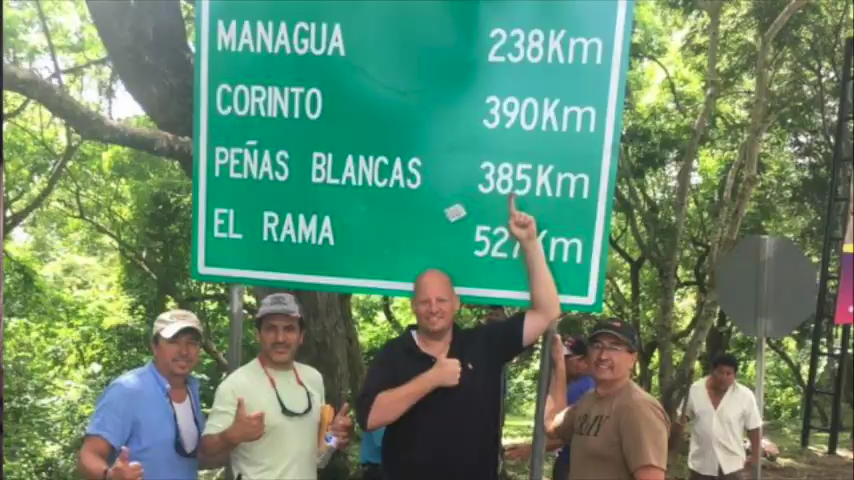 MANAGUA 238Km
CORINTO 390Km
PEÑAS BLANCAS 385Km
EL RAMA 527Km